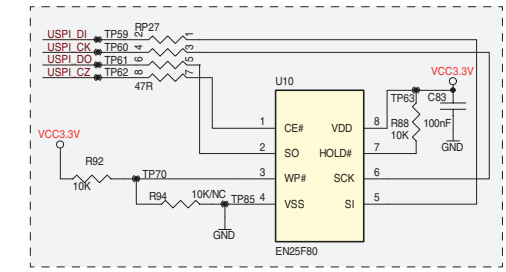 USPI_DI TP59 2 RP27 1
USPI_CK TP60 4 3
USPI_DO TP61 6 5
USPI_CZ TP62 8 7
47R
U10
VCC3.3V
TP63 C83
1 CE# VDD 8
R88
10K
100nF
VCC3.3V
2 SO HOLD# 7
GND
R92
10K
TP70
3 WP# SCK 6
R94 10K/NC TP85
4 VSS SI 5
GND
EN25F80